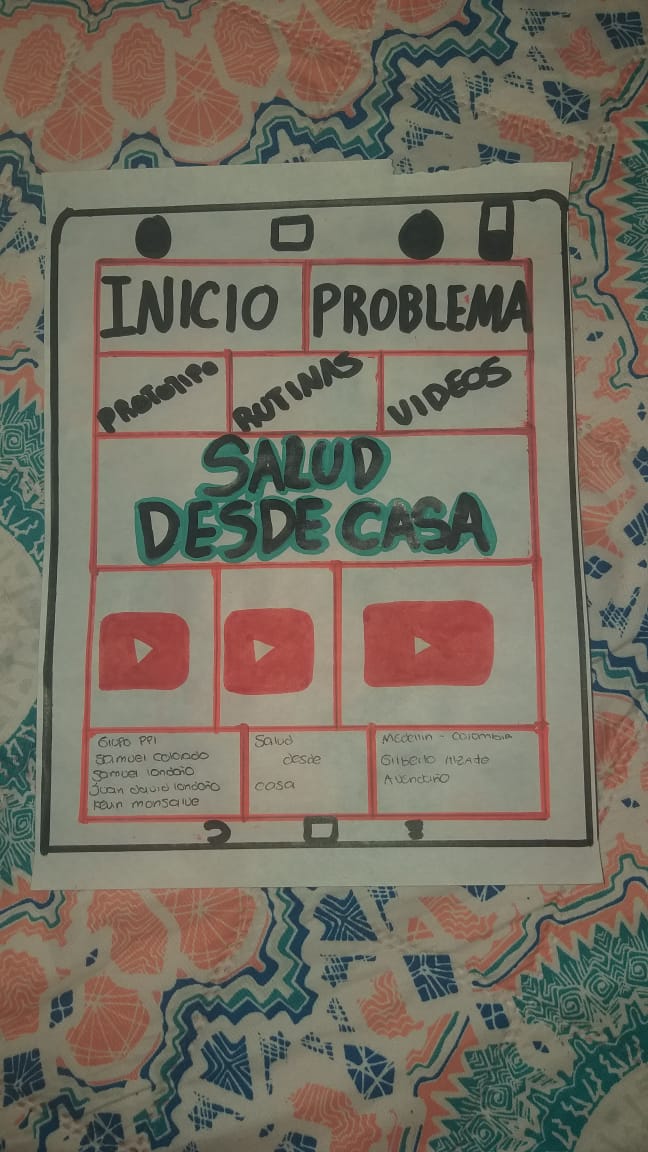 INICIO
PROBLEMA
PROTOTIPO
RUTINAS
VIDEOS
SALUD
DESDE CASA
Grupo PPI
Samuel colorado
Samuel londoño
Juan david londoño
Kevin monsalve
Salud
desde
casa
Medellin - colombia
Gilberto Alzate
Avendaño